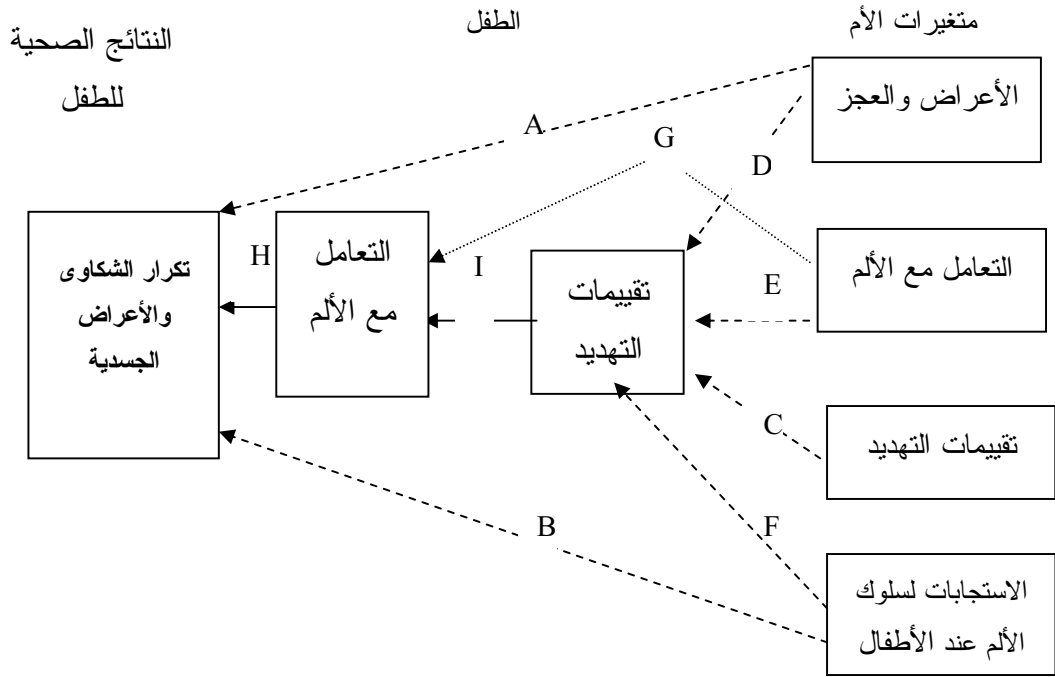 متغيرات الأم
الطفل
النتائج الصحية
للطفل
الأعراض والعجز
A
G
D
التعامل مع الألم
E
تقييمات
التهديد
I
التعامل
مع الألم
H
تكرار الشكاوى
والأعراض
الجسدية
C
تقييمات التهديد
F
B
الاستجابات لسلوك
الألم عند الأطفال